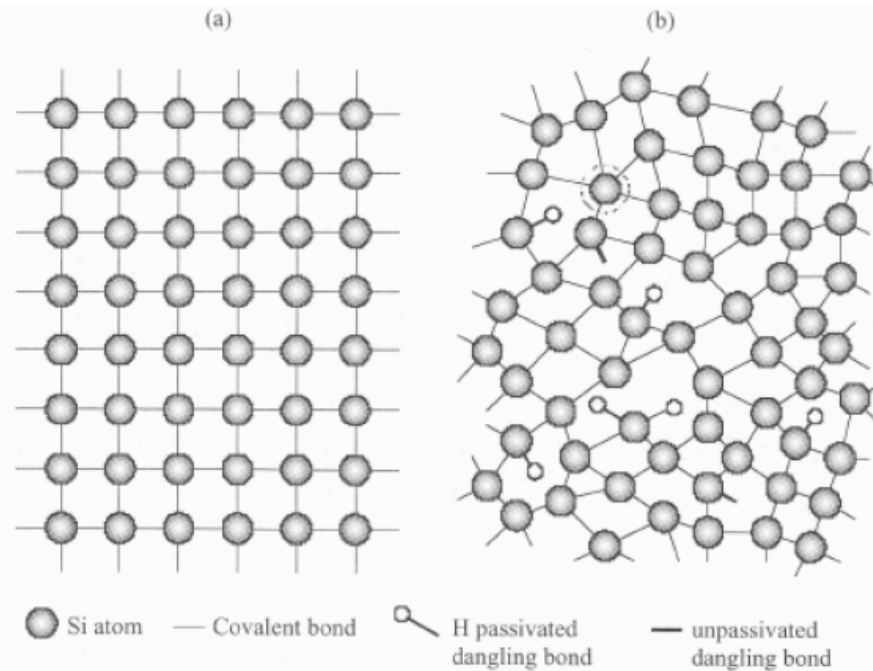 (a)
(b)
Si atom
Covalent bond
H passivated
dangling bond
unpassivated
dangling bond